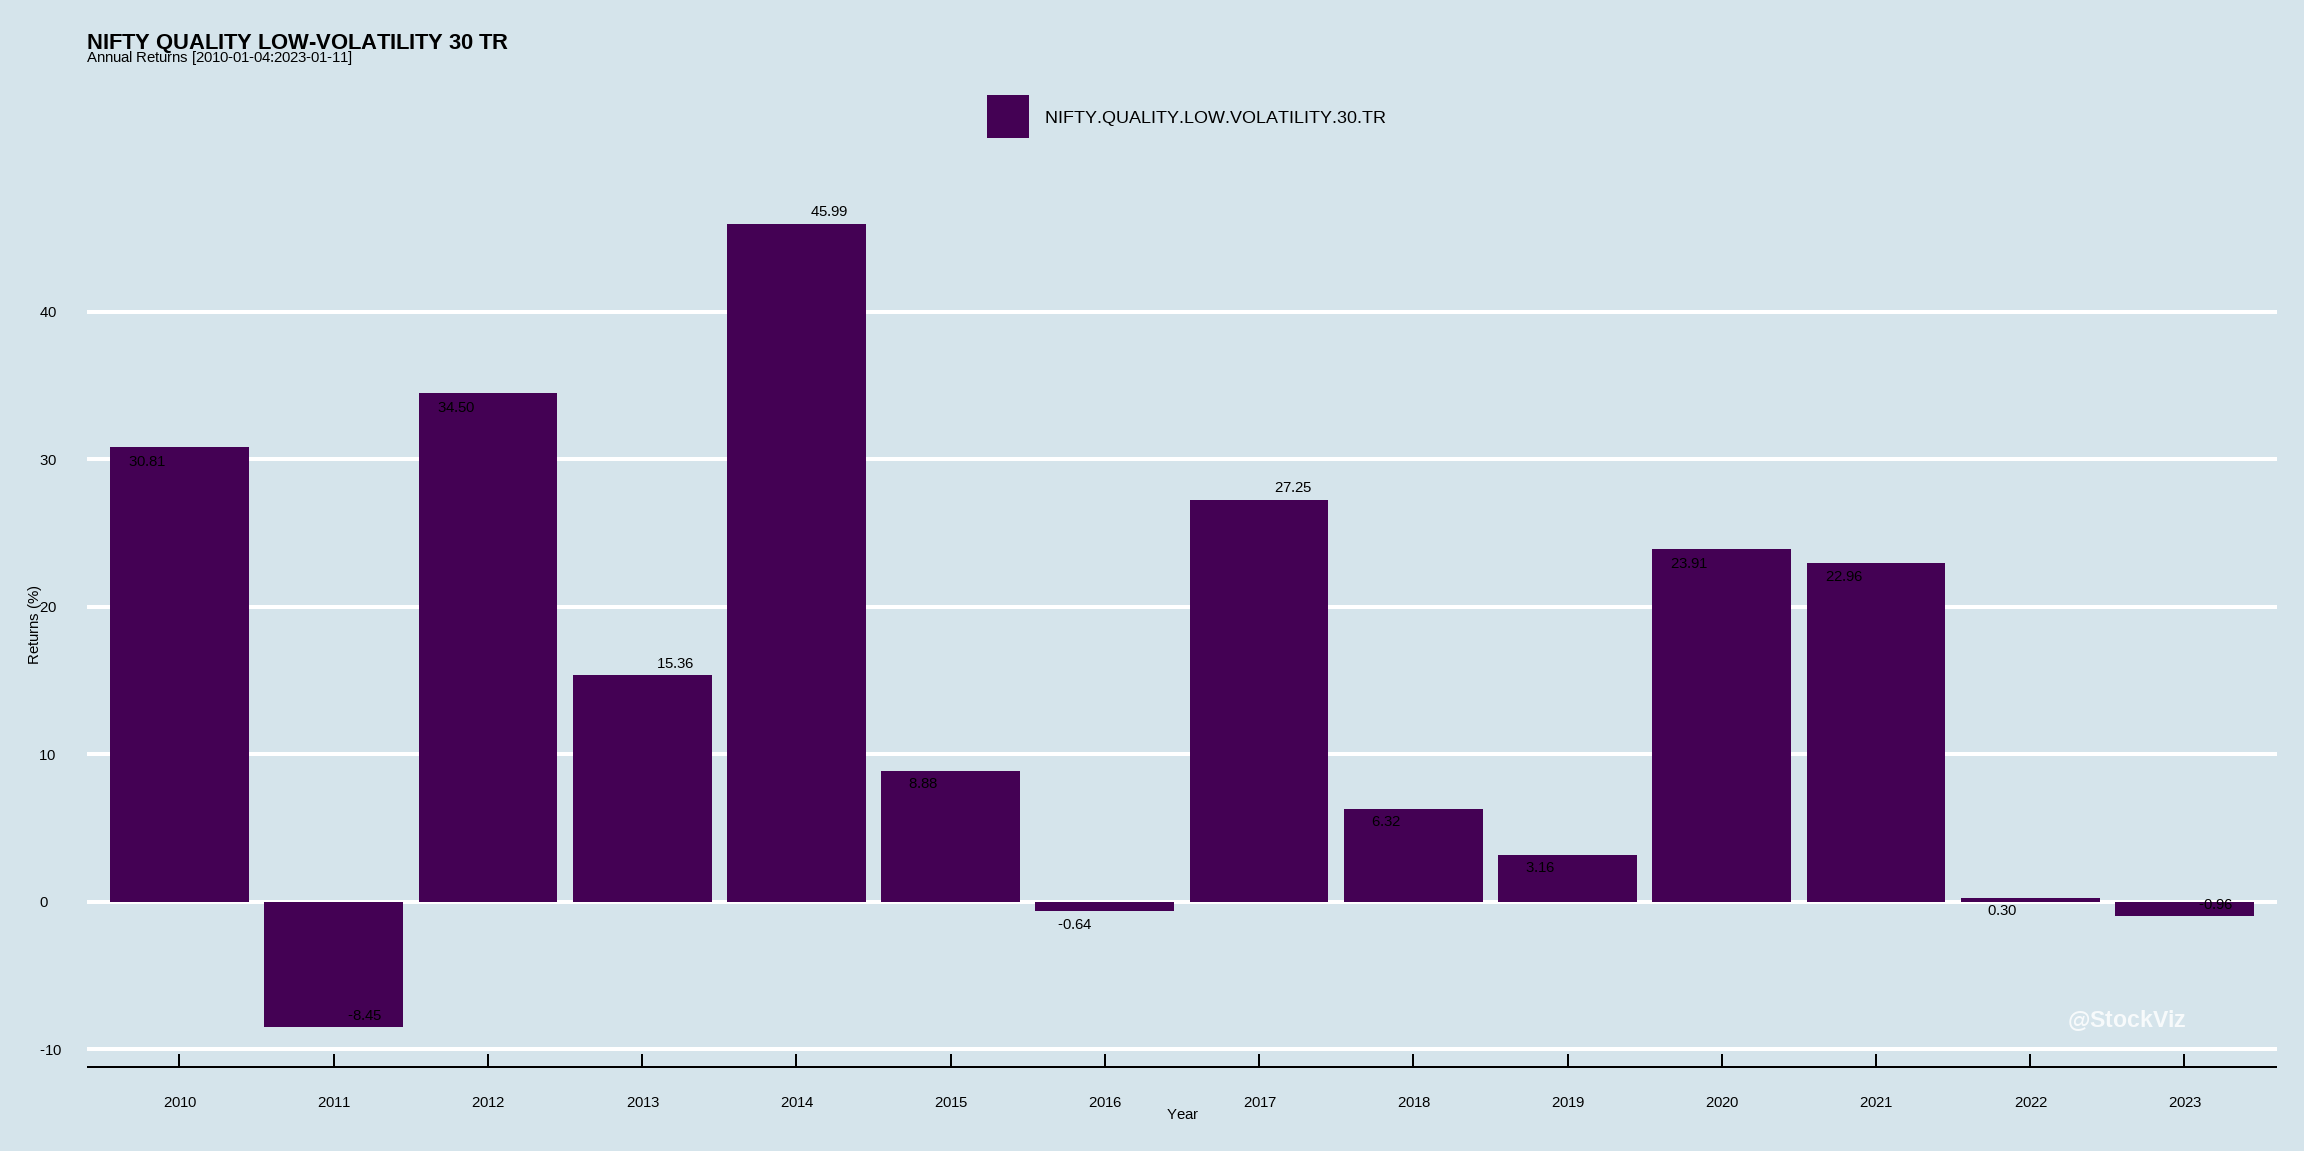 NIFTY QUALITY LOW-VOLATILITY 30 TR
Annual Returns [2010-01-04:2023-01-11]
NIFTY.QUALITY.LOW.VOLATILITY.30.TR
45.99
40
34.50
30.81
30
27.25
23.91
22.96
20
Returns (%)
15.36
10
8.88
6.32
3.16
0
-0.64
0.30
-0.96
-8.45
@StockViz
-10
2010 2011 2012 2013 2014 2015 2016 2017 2018 2019 2020 2021 2022 2023
Year